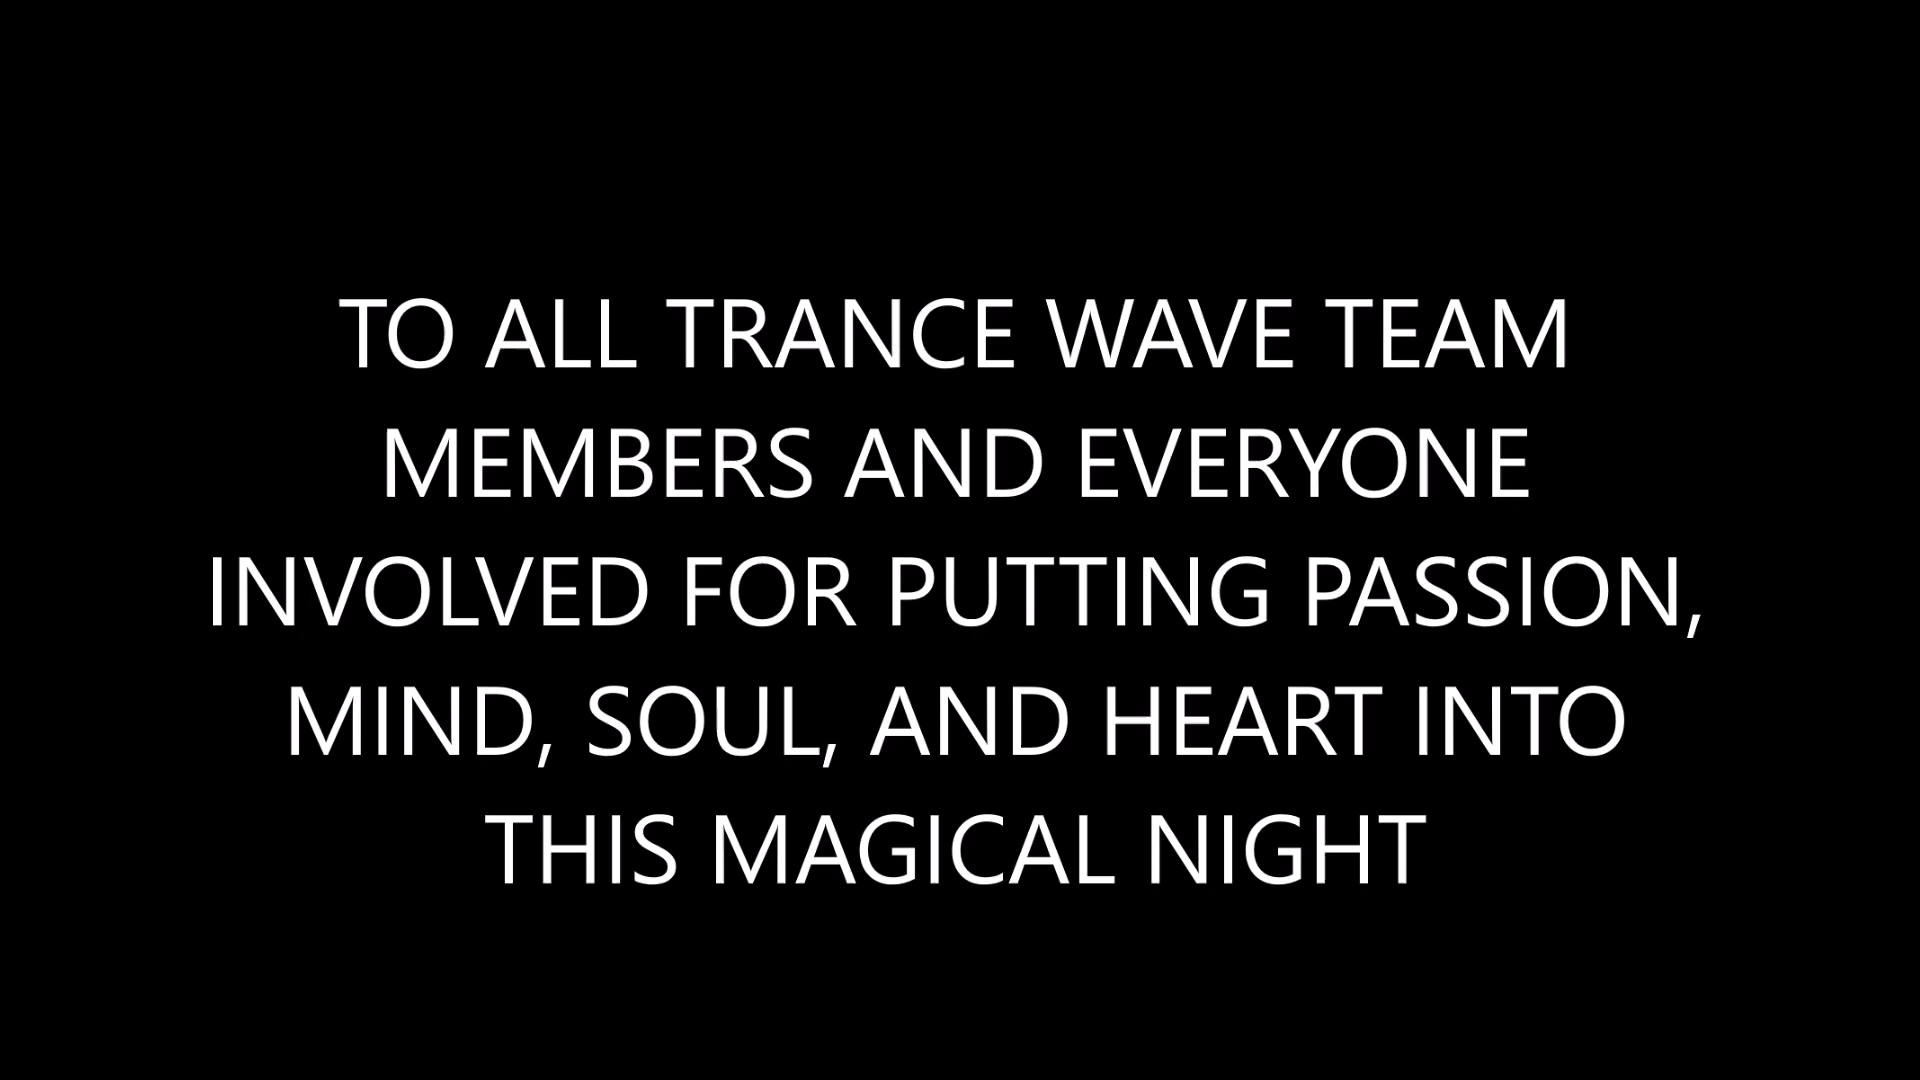 TO ALL TRANCE WAVE TEAM
MEMBERS AND EVERYONE
INVOLVED FOR PUTTING PASSION,
MIND, SOUL, AND HEART INTO
THIS MAGICAL NIGHT